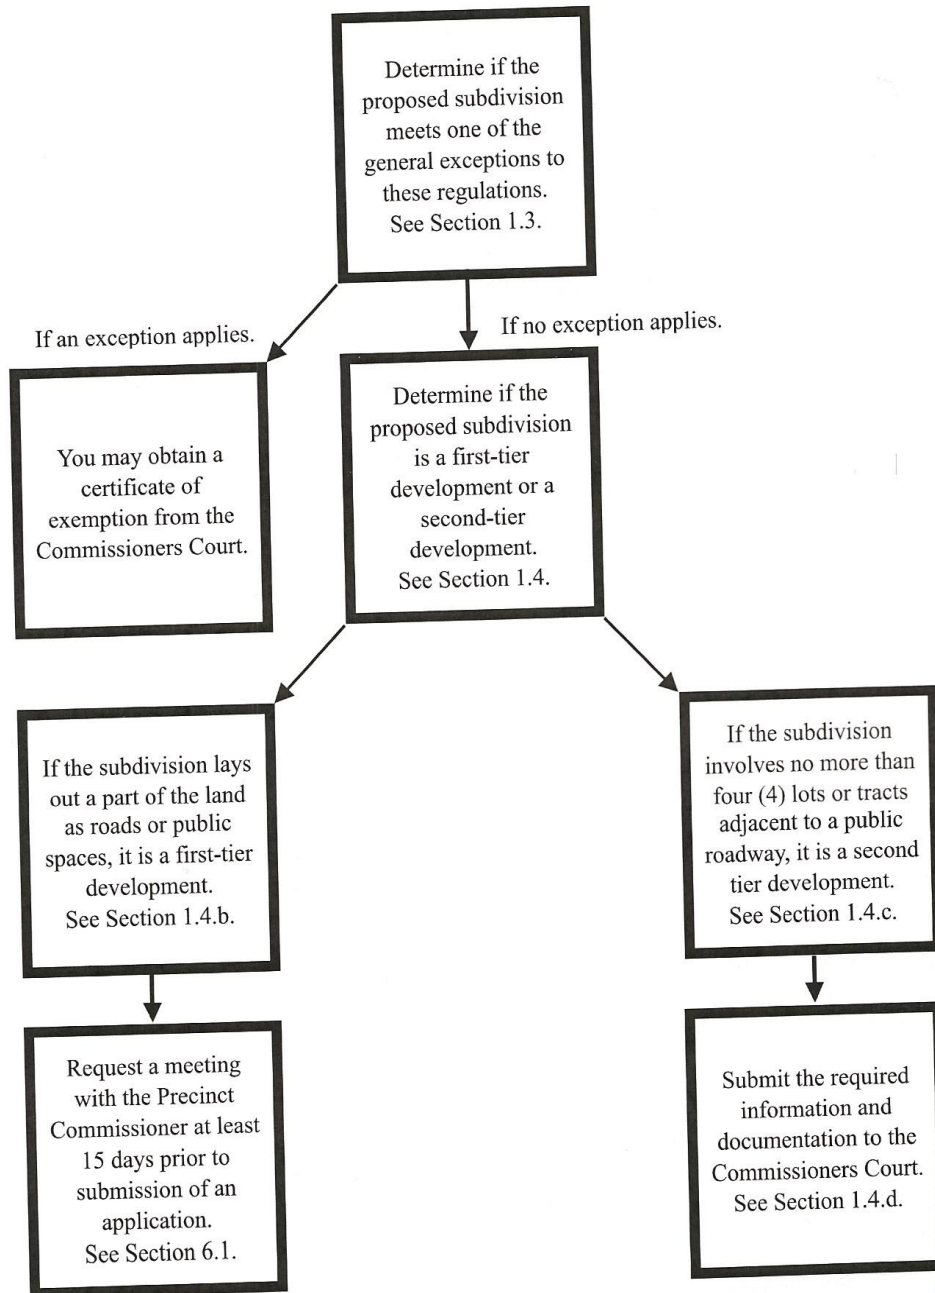 Determine if the
proposed subdivision
meets one of the
general exceptions to
these regulations.
See Section 1.3.
If an exception applies.
If no exception applies.
You may obtain a
certificate of
exemption from the
Commissioners Court.
Determine if the
proposed subdivision
is a first-tier
development or a
second-tier
development.
See Section 1.4.
If the subdivision lays
out a part of the land
as roads or public
spaces, it is a first-tier
development.
See Section 1.4.b.
If the subdivision
involves no more than
four (4) lots or tracts
adjacent to a public
roadway, it is a second
tier development.
See Section 1.4.c.
Request a meeting
with the Precinct
Commissioner at least
15 days prior to
submission of an
application.
See Section 6.1.
Submit the required
information and
documentation to the
Commissioners Court.
See Section 1.4.d.